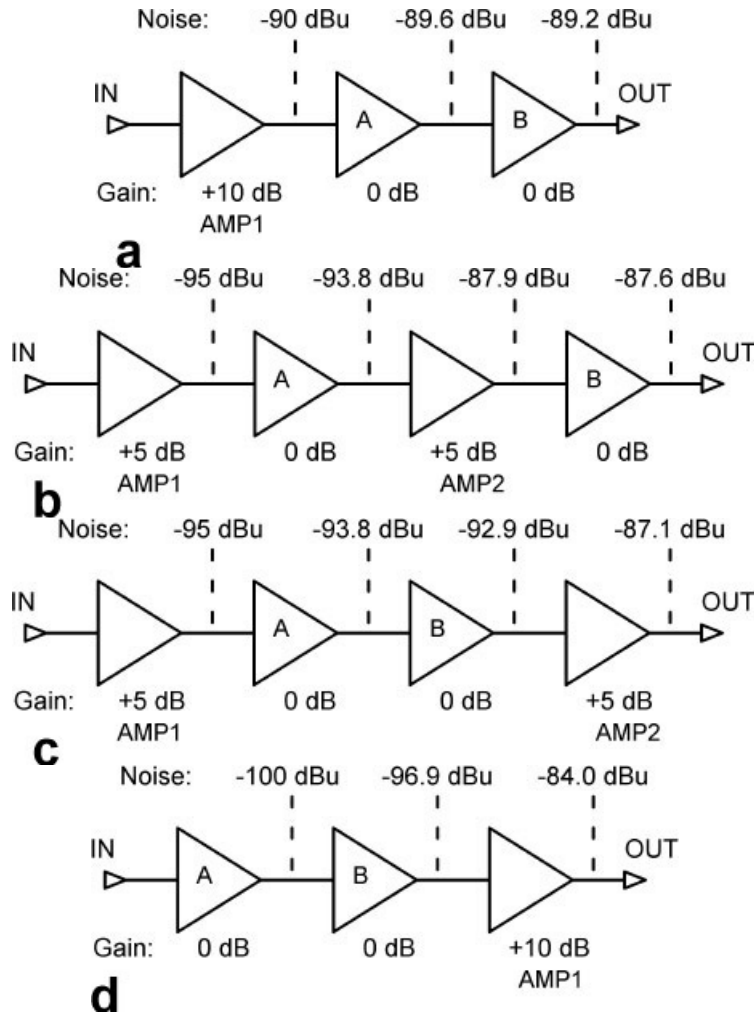 Noise: -90 dBu -89.6 dBu -89.2 dBu
IN A B OUT
Gain: +10 dB 0 dB 0 dB
AMP1
a
Noise: -95 dBu -93.8 dBu -87.9 dBu -87.6 dBu
IN A B OUT
Gain: +5 dB 0 dB +5 dB 0 dB
AMP1 AMP2
b
Noise: -95 dBu -93.8 dBu -92.9 dBu -87.1 dBu
IN A B OUT
Gain: +5 dB 0 dB 0 dB +5 dB
AMP1 AMP2
c
Noise: -100 dBu -96.9 dBu -84.0 dBu
IN A B OUT
Gain: 0 dB 0 dB +10 dB
AMP1
d